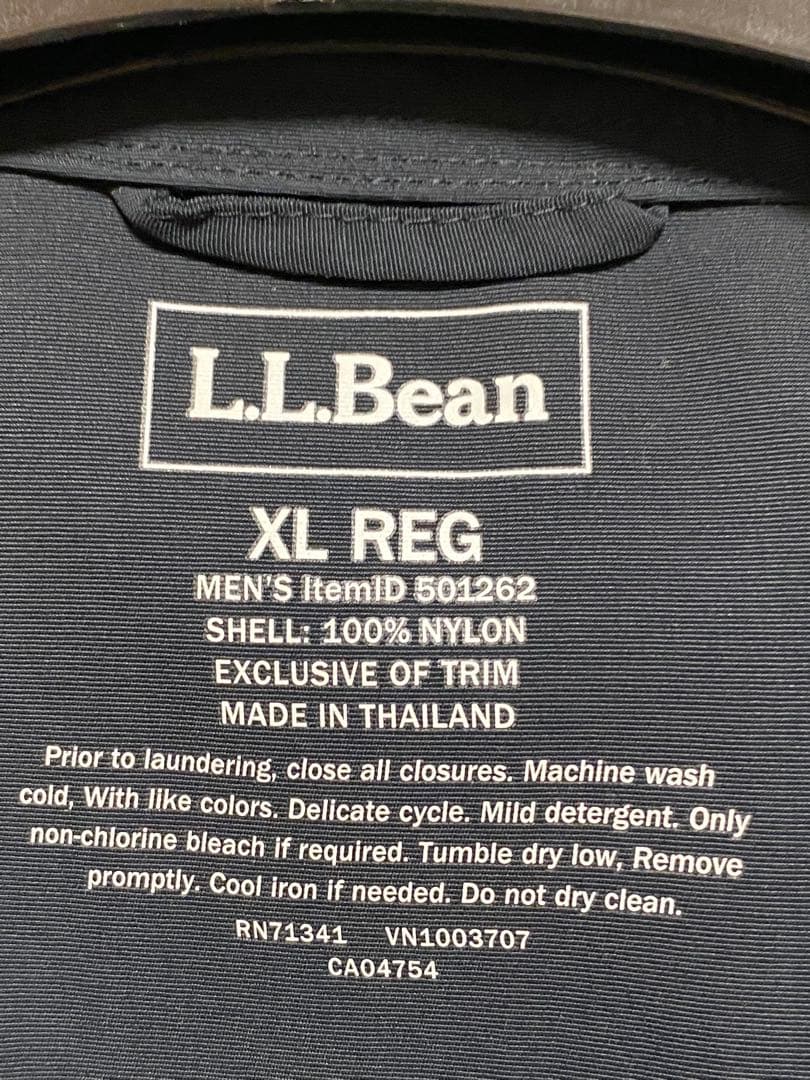 L.L.Bean
XL REG
MEN'S ItemID 501262
SHELL: 100% NYLON
EXCLUSIVE OF TRIM
MADE IN THAILAND
Prior to laundering, close all closures. Machine wash
cold, With like colors. Delicate cycle. Mild detergent. Only
non-chlorine bleach if required. Tumble dry low, Remove
promptly. Cool iron if needed. Do not dry clean.
RN71341 VN1003707
CA04754